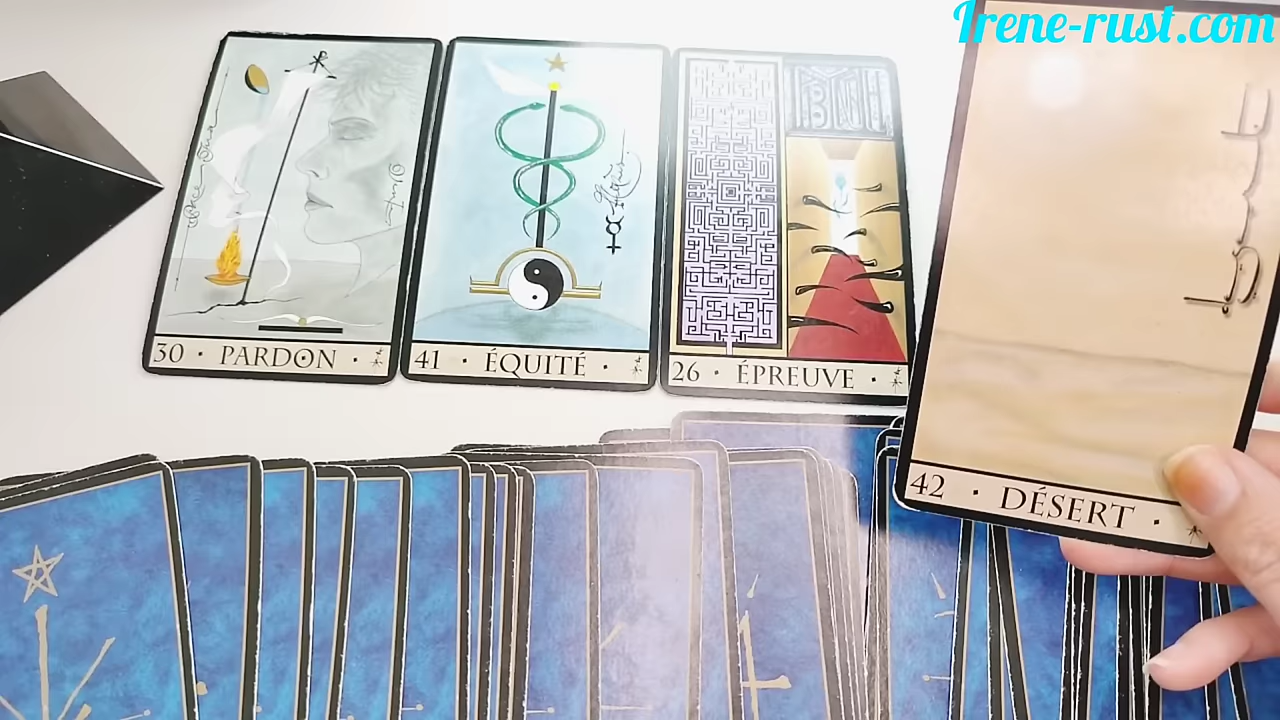 Irene-rust.com
30 · PARDON ·
41 · ÉQUITÉ ·
26 · ÉPREUVE ·
42 · DÉSERT ·